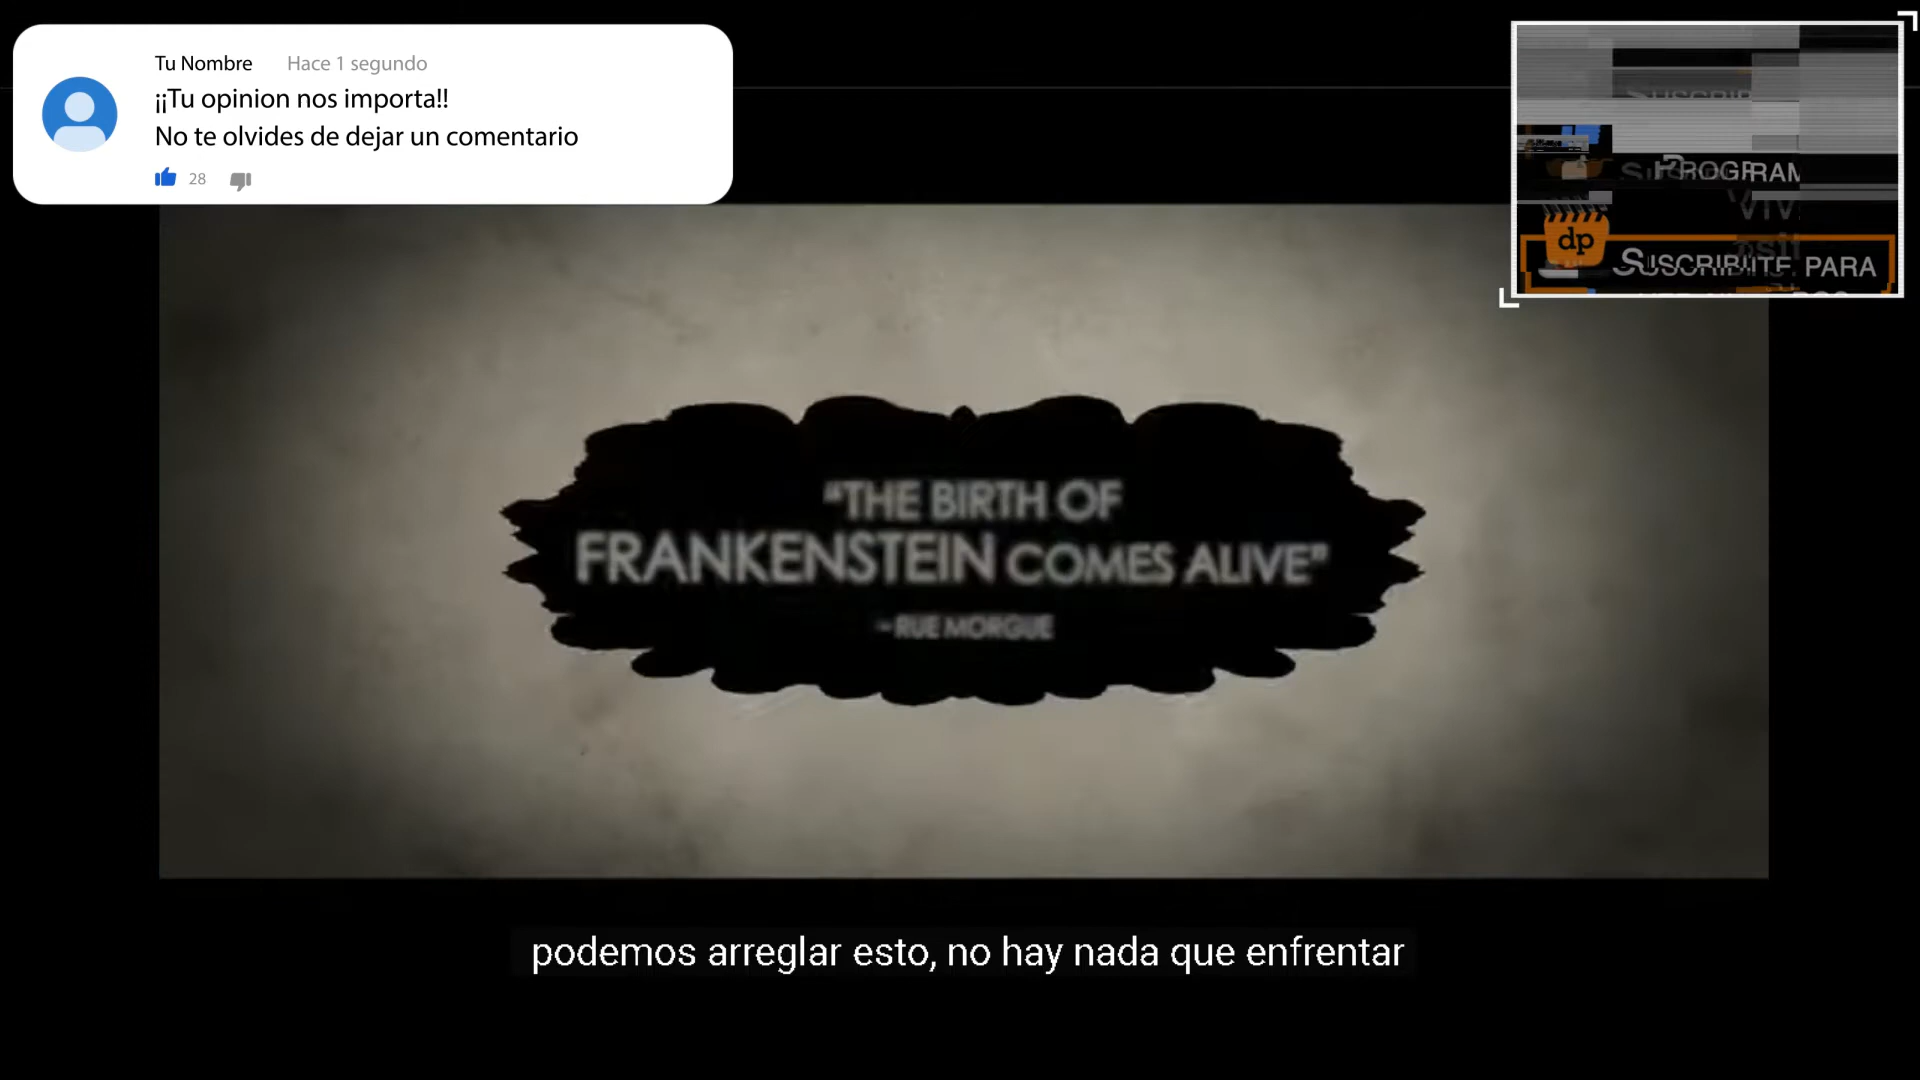 Tu Nombre Hace 1 segundo
¡¡Tu opinion nos importa!!
No te olvides de dejar un comentario
28
dp
PARA
“THE BIRTH OF
FRANKENSTEIN COMES ALIVE”
- RUE MORGUE
podemos arreglar esto, no hay nada que enfrentar